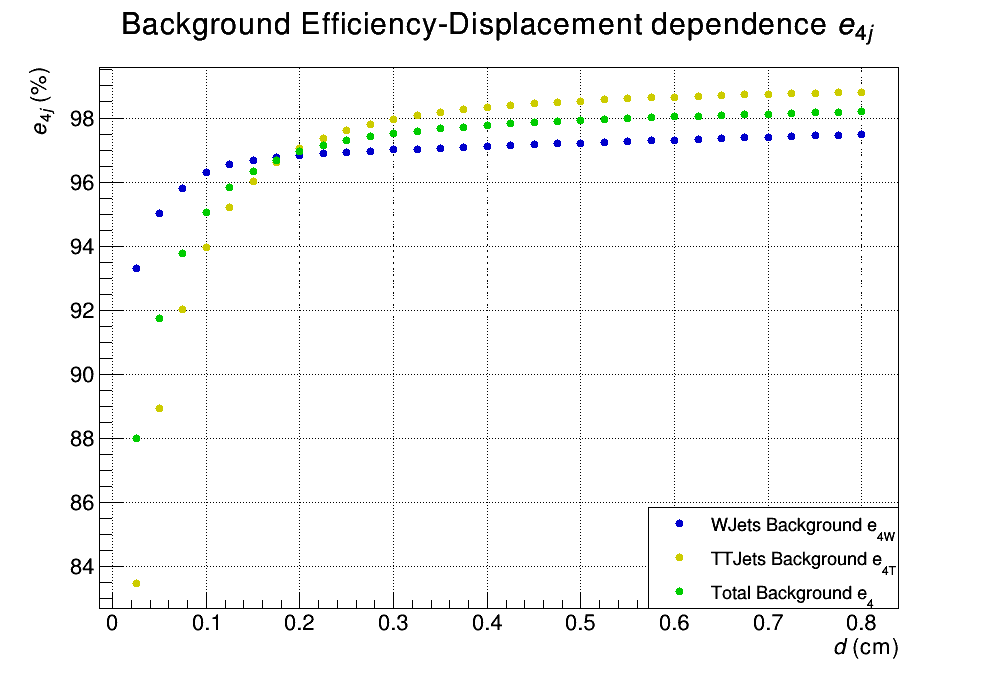 Background Efficiency-Displacement dependence e4j
e4j (%)
98
96
94
92
90
88
86
84
WJets Background e4W
TTJets Background e4T
Total Background e4
0 0.1 0.2 0.3 0.4 0.5 0.6 0.7 0.8
d (cm)